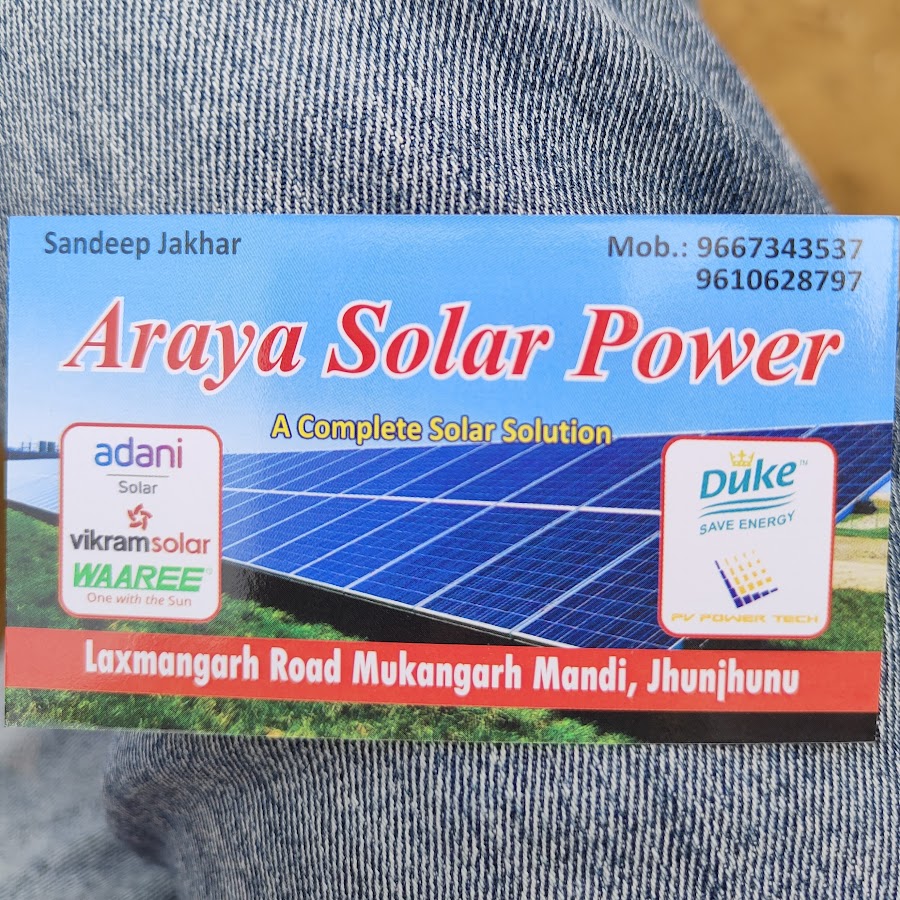 Sandeep Jakhar
Mob.: 9667343537
9610628797
Araya Solar Power
A Complete Solar Solution
adani
Solar
vikramsolar
WAAREE
One with the Sun
Duke™
SAVE ENERGY
PV POWER TECH
Laxmangarh Road Mukangarh Mandi, Jhunjhunu